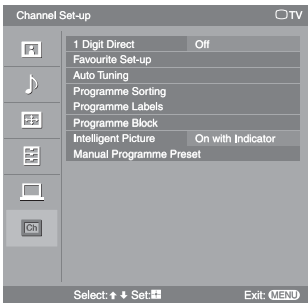 Channel Set-up TV
1 Digit Direct Off
Favourite Set-up
Auto Tuning
Programme Sorting
Programme Labels
Programme Block
Intelligent Picture On with Indicator
Manual Programme Preset
Ch
Select: Set: Exit: MENU